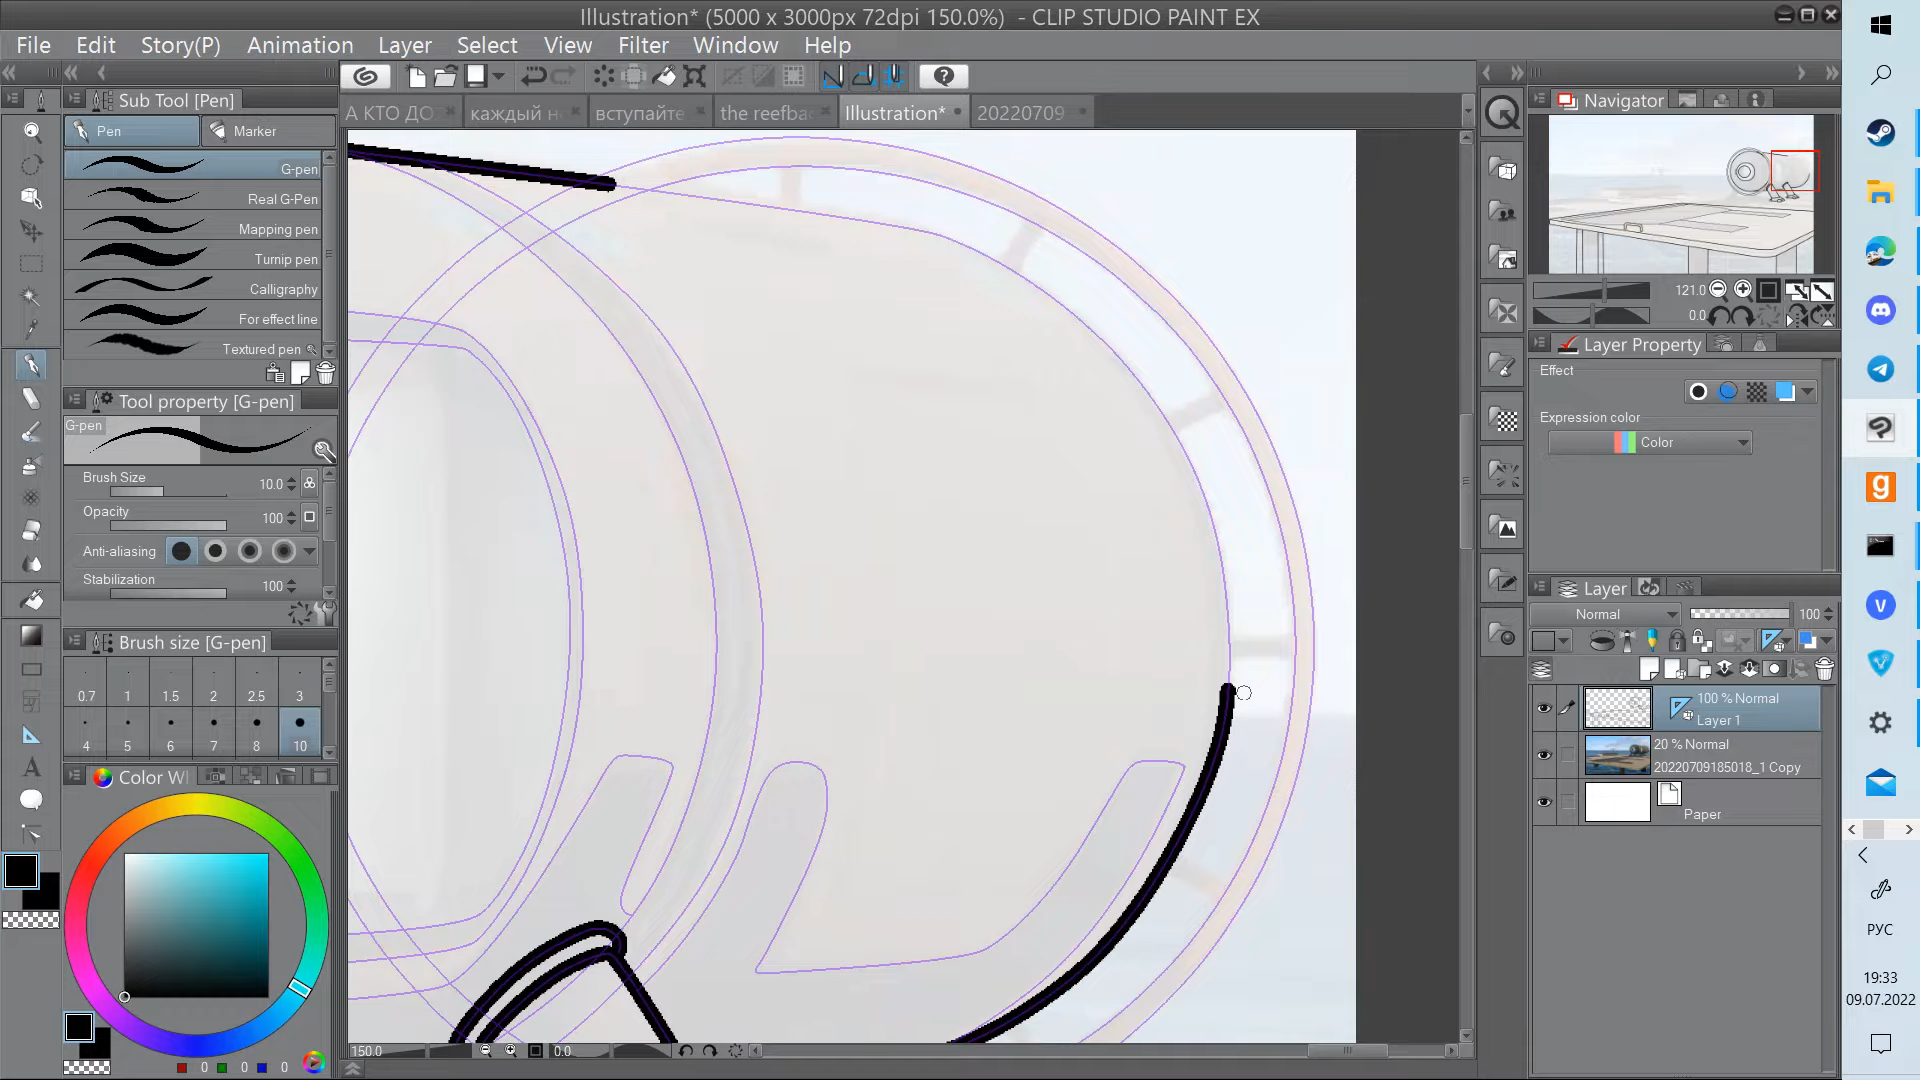 Illustration* (5000 x 3000px 72dpi 150.0%) - CLIP STUDIO PAINT EX
File Edit Story(P) Animation Layer Select View Filter Window Help
Sub Tool [Pen]
Pen
Marker
G-pen
Real G-Pen
Mapping pen
Turnip pen
Calligraphy
For effect line
Textured pen
Tool property [G-pen]
G-pen
Brush Size 10.0
Opacity 100
Anti-aliasing
Stabilization 100
Brush size [G-pen]
0.7 1 1.5 2 2.5 3
4 5 6 7 8 10
Color W
0 0 0
А КТО ДО
каждый н
вступайте
the reefba
Illustration*
20220709
150.0
0.0
Navigator
121.0
0.0
Layer Property
Effect
Expression color
Color
Layer
Normal 100
100 % Normal
Layer 1
20 % Normal
20220709185018_1 Copy
Paper
РУС
19:33
09.07.2022